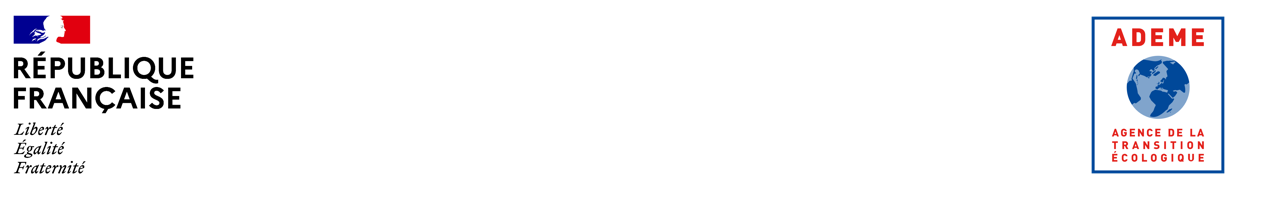 RÉPUBLIQUE
FRANÇAISE
Liberté
Égalité
Fraternité
ADEME
AGENCE DE LA
TRANSITION
ÉCOLOGIQUE